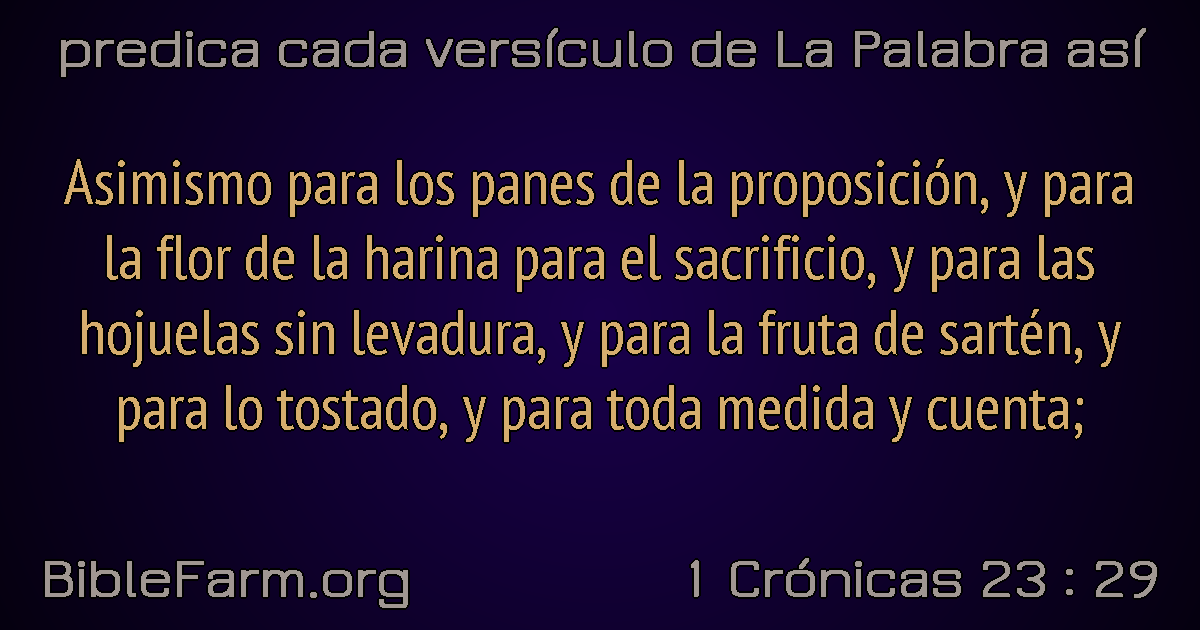 predica cada versículo de La Palabra así
Asimismo para los panes de la proposición, y para
la flor de la harina para el sacrificio, y para las
hojuelas sin levadura, y para la fruta de sartén, y
para lo tostado, y para toda medida y cuenta;
BibleFarm.org
1 Crónicas 23 : 29